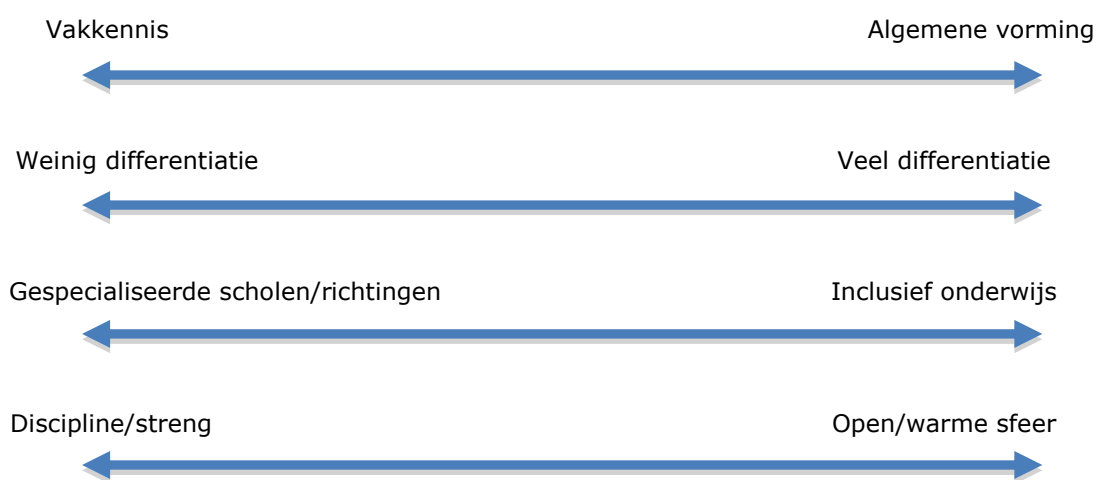 Vakkennis Algemene vorming
Weinig differentiatie Veel differentiatie
Gespecialiseerde scholen/richtingen Inclusief onderwijs
Discipline/streng Open/warme sfeer